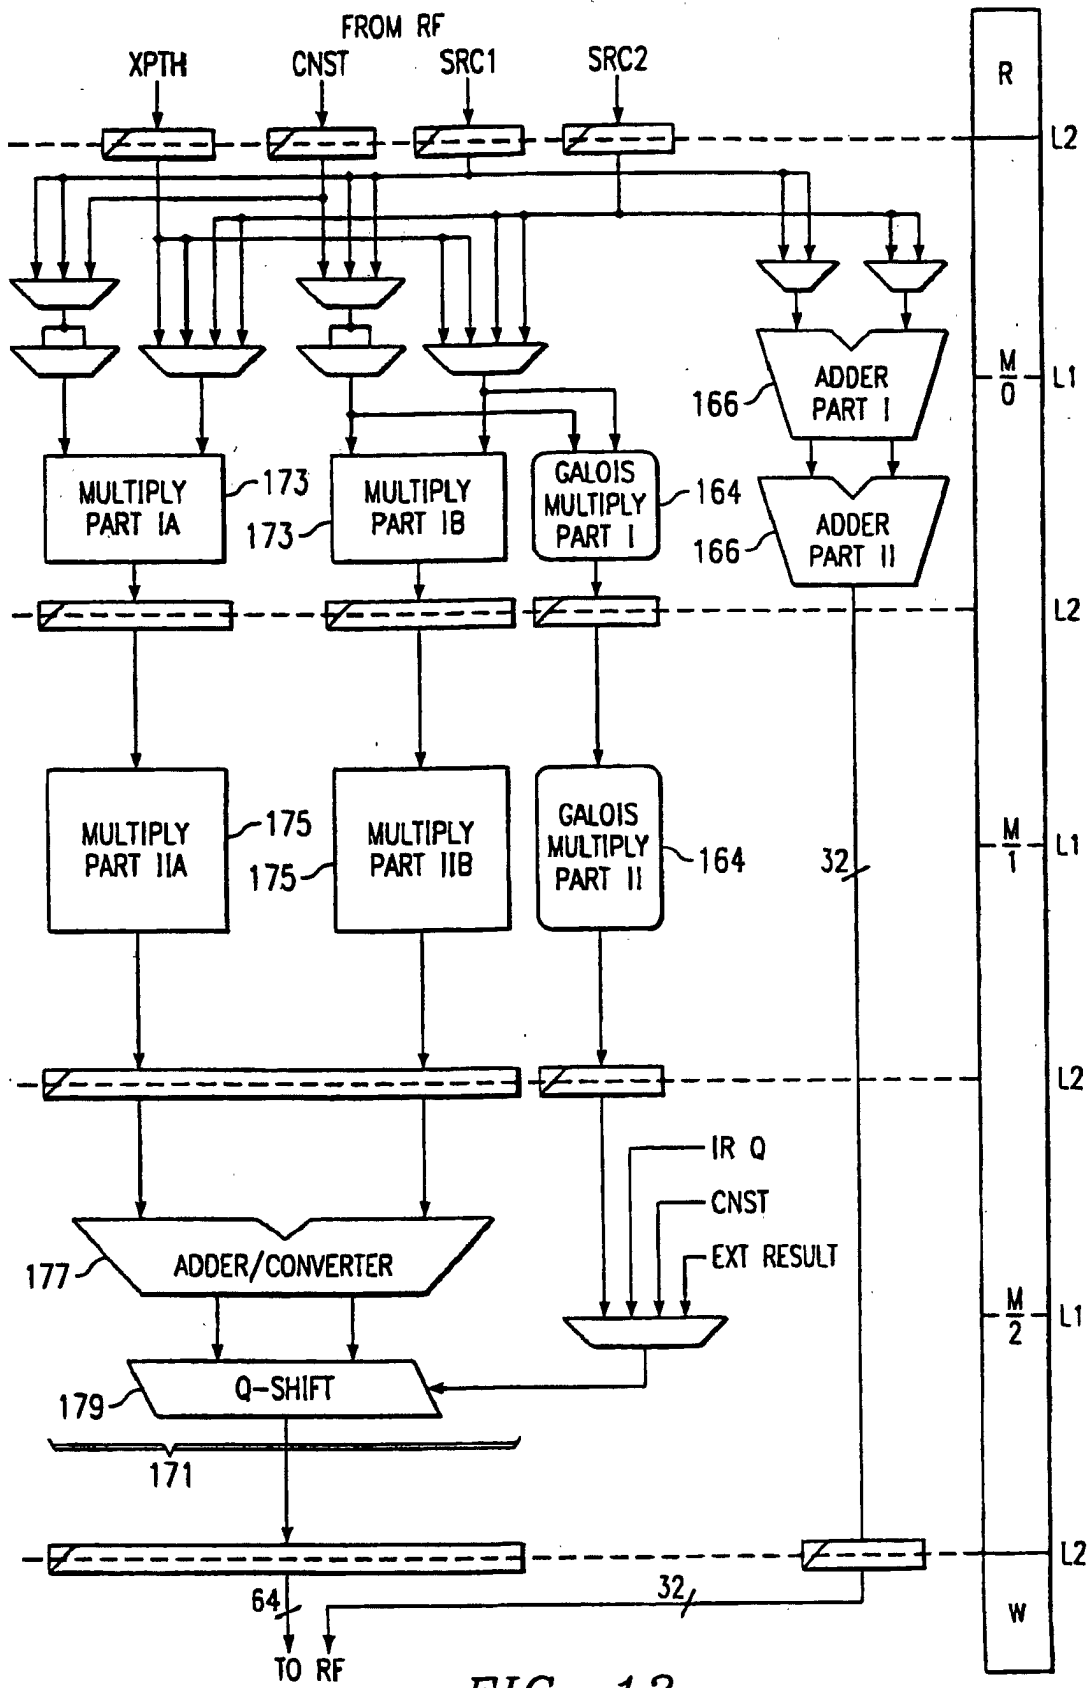 FROM RF
XPTH CNST SRC1 SRC2
R
L2
M
0
L1
ADDER
PART I
166
MULTIPLY
PART IA
173
MULTIPLY
PART IB
173
GALOIS
MULTIPLY
PART I
164
ADDER
PART II
166
L2
MULTIPLY
PART IIA
175
MULTIPLY
PART IIB
175
GALOIS
MULTIPLY
PART II
164
32
M
1
L1
L2
IR Q
CNST
EXT RESULT
ADDER/CONVERTER
177
M
2
L1
Q-SHIFT
179
171
L2
64
32
W
TO RF